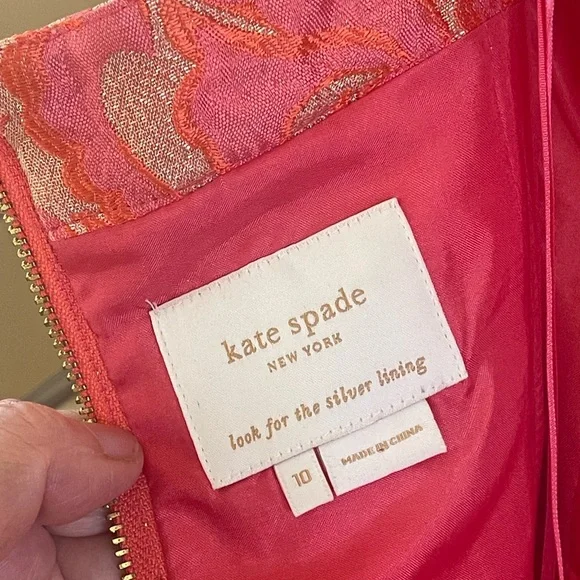 kate spade
NEW YORK
look for the silver lining
10
MADE IN CHINA